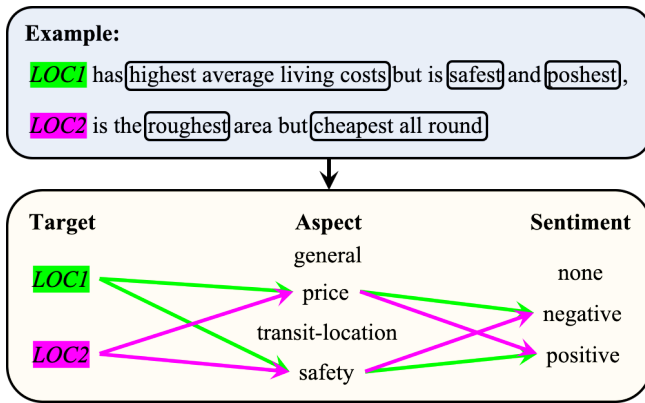 Example:
LOC1 has highest average living costs but is safest and poshest,
LOC2 is the roughest area but cheapest all round
Target Aspect Sentiment
general
LOC1 none
price
negative
transit-location
LOC2 positive
safety